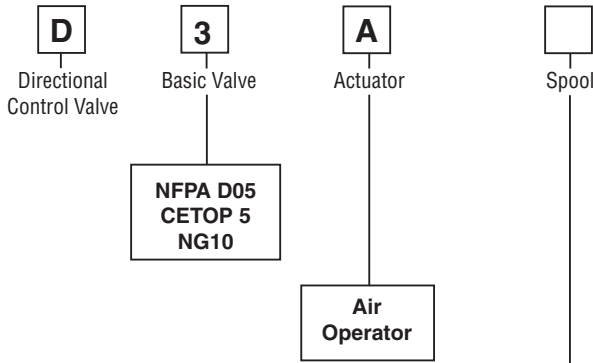 D 3 A
Directional Basic Valve Actuator Spool
Control Valve
NFPA D05
CETOP 5
NG10
Air
Operator